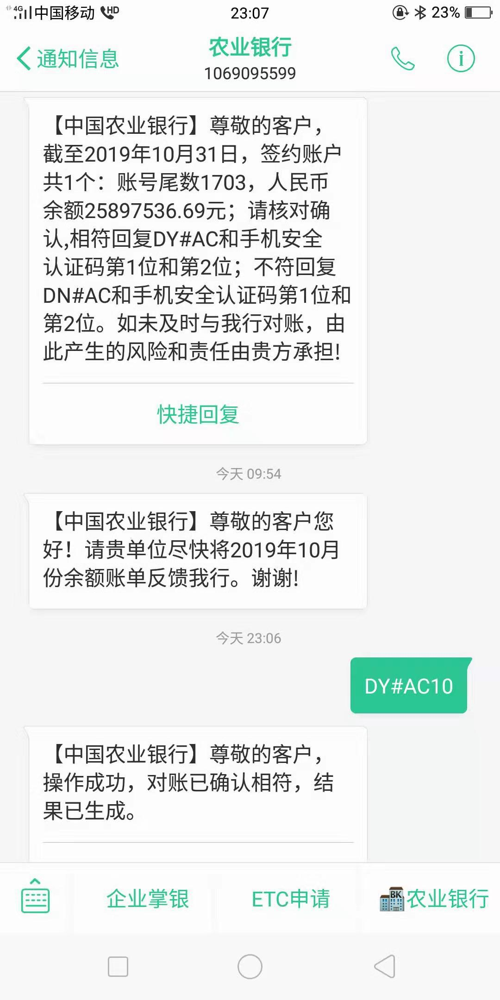 4G 中国移动 HD 23:07 23%
通知信息
农业银行
1069095599
【中国农业银行】尊敬的客户，
截至2019年10月31日，签约账户
共1个：账号尾数1703，人民币
余额25897536.69元；请核对确
认,相符回复DY#AC和手机安全
认证码第1位和第2位；不符回复
DN#AC和手机安全认证码第1位和
第2位。如未及时与我行对账，由
此产生的风险和责任由贵方承担!
快捷回复
今天 09:54
【中国农业银行】尊敬的客户您
好！请贵单位尽快将2019年10月
份余额账单反馈我行。谢谢!
今天 23:06
DY#AC10
【中国农业银行】尊敬的客户，
操作成功，对账已确认相符，结
果已生成。
企业掌银 ETC申请 BK 农业银行